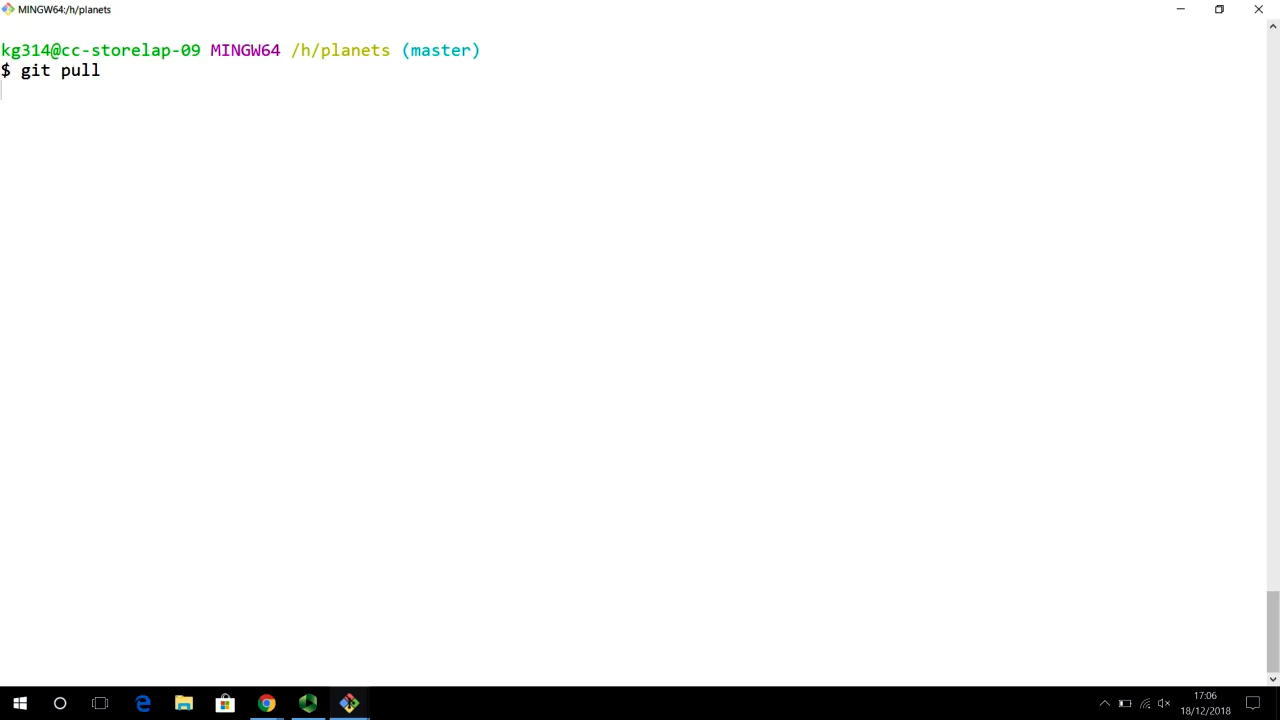 MINGW64:/h/planets
kg314@cc-storelap-09 MINGW64 /h/planets (master)
$ git pull
17:06
18/12/2018